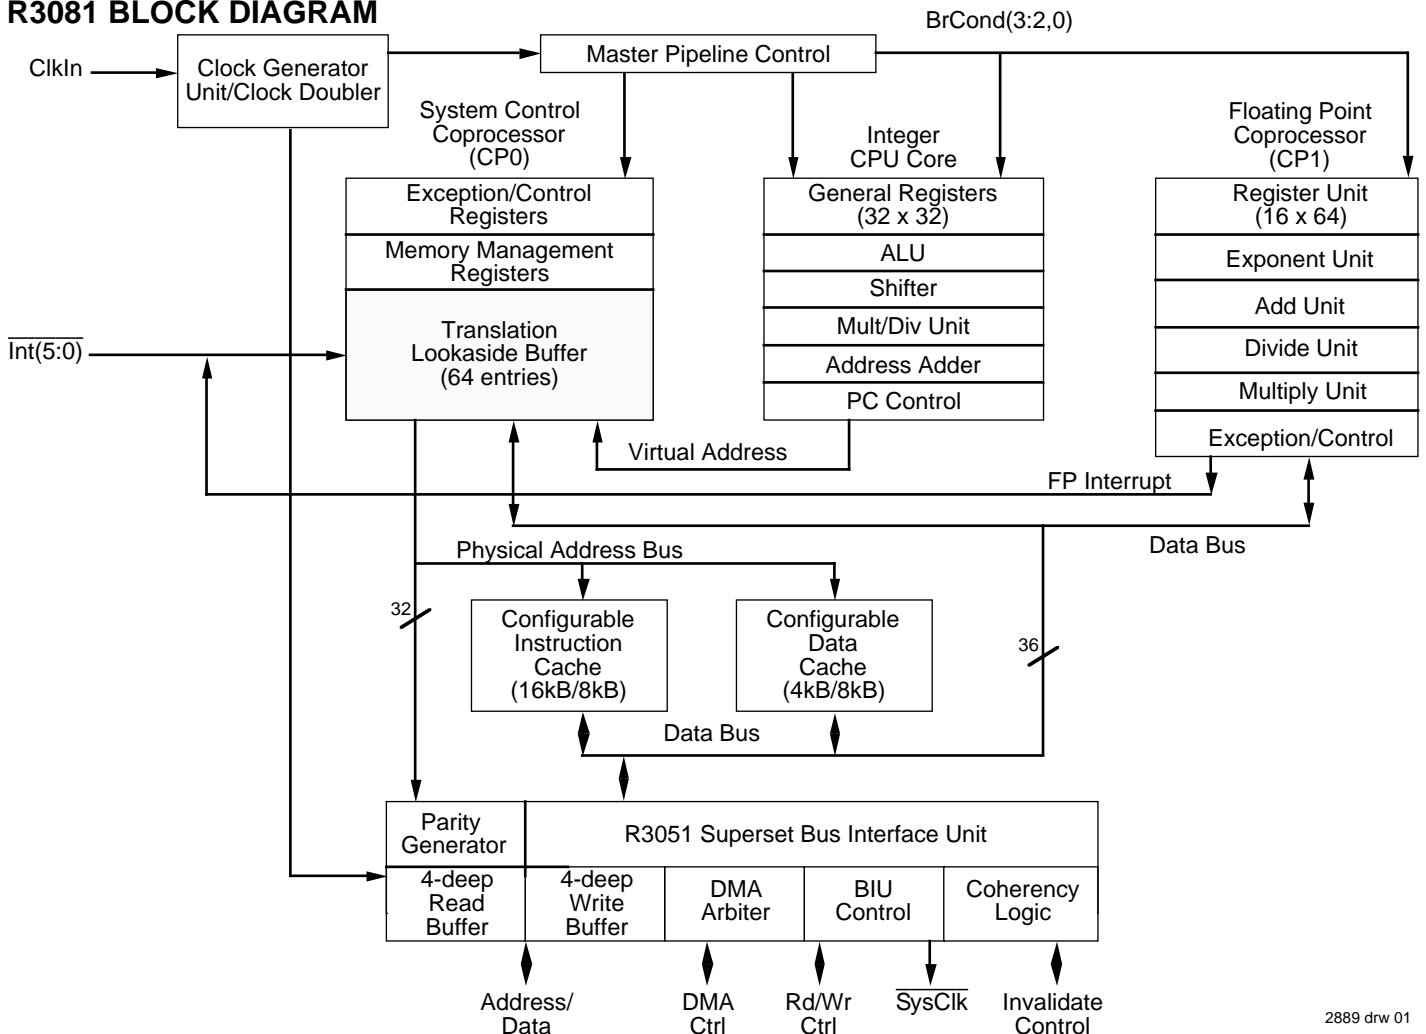 R3081 BLOCK DIAGRAM
BrCond(3:2,0)
ClkIn
Clock Generator
Unit/Clock Doubler
Master Pipeline Control
System Control
Coprocessor
(CP0)
Integer
CPU Core
Floating Point
Coprocessor
(CP1)
Exception/Control
Registers
Memory Management
Registers
Translation
Lookaside Buffer
(64 entries)
General Registers
(32 x 32)
ALU
Shifter
Mult/Div Unit
Address Adder
PC Control
Register Unit
(16 x 64)
Exponent Unit
Add Unit
Divide Unit
Multiply Unit
Exception/Control
Int(5:0)
Virtual Address
FP Interrupt
Data Bus
Physical Address Bus
32
Configurable
Instruction
Cache
(16kB/8kB)
Configurable
Data
Cache
(4kB/8kB)
36
Data Bus
Parity
Generator
R3051 Superset Bus Interface Unit
4-deep
Read
Buffer
4-deep
Write
Buffer
DMA
Arbiter
BIU
Control
Coherency
Logic
Address/
Data
DMA
Ctrl
Rd/Wr
Ctrl
SysClk
Invalidate
Control
2889 drw 01